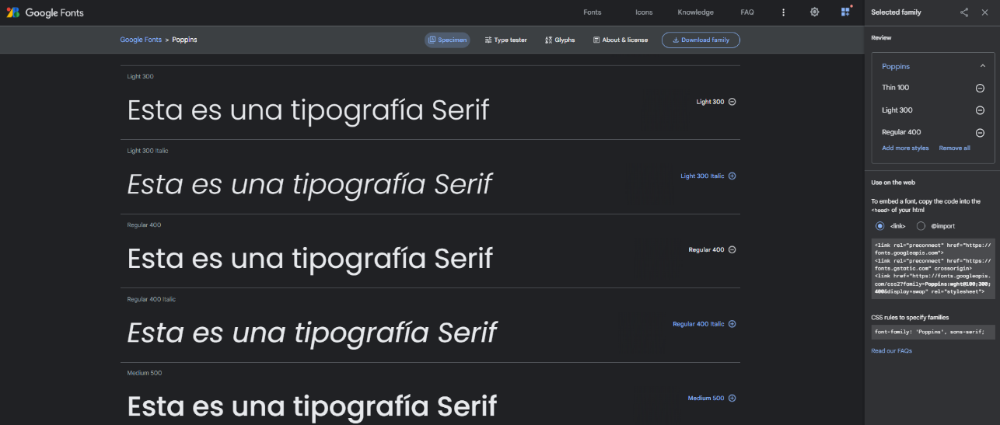 Google Fonts
Fonts
Icons
Knowledge
FAQ
Google Fonts > Poppins
Specimen
Type tester
Glyphs
About & license
Download family
Light 300
Esta es una tipografía Serif
Light 300
Light 300 Italic
Esta es una tipografía Serif
Light 300 Italic
Regular 400
Esta es una tipografía Serif
Regular 400
Regular 400 Italic
Esta es una tipografía Serif
Regular 400 Italic
Medium 500
Esta es una tipografía Serif
Medium 500
Selected family
Review
Poppins
Thin 100
Light 300
Regular 400
Add more styles
Remove all
Use on the web
To embed a font, copy the code into the
<head> of your html
<link>
@import
<link rel="preconnect" href="https://
fonts.googleapis.com">
<link rel="preconnect" href="https://
fonts.gstatic.com" crossorigin>
<link href="https://fonts.googleapis.
com/css2?family=Poppins:wght@100;300;
400&display=swap" rel="stylesheet">
CSS rules to specify families
font-family: 'Poppins', sans-serif;
Read our FAQs